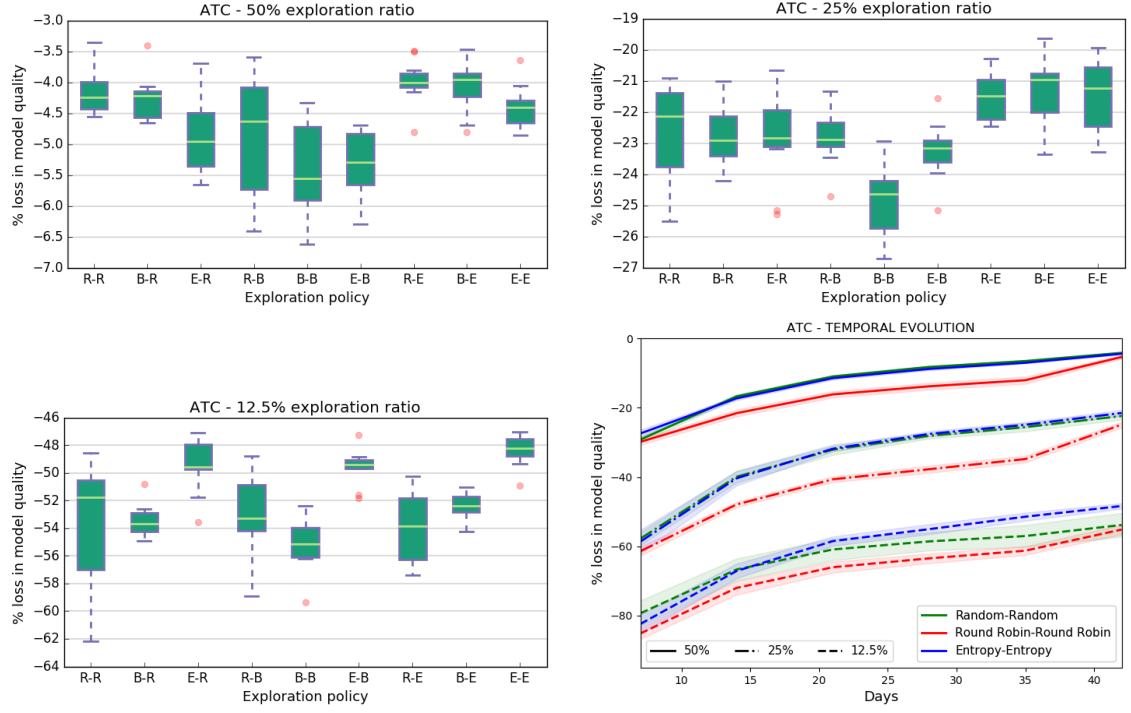 ATC - 50% exploration ratio
% loss in model quality
−3.0
−3.5
−4.0
−4.5
−5.0
−5.5
−6.0
−6.5
−7.0
R-R B-R E-R R-B B-B E-B R-E B-E E-E
Exploration policy
ATC - 25% exploration ratio
% loss in model quality
−19
−20
−21
−22
−23
−24
−25
−26
−27
R-R B-R E-R R-B B-B E-B R-E B-E E-E
Exploration policy
ATC - 12.5% exploration ratio
% loss in model quality
−46
−48
−50
−52
−54
−56
−58
−60
−62
−64
R-R B-R E-R R-B B-B E-B R-E B-E E-E
Exploration policy
ATC - TEMPORAL EVOLUTION
% loss in model quality
0
−20
−40
−60
−80
50% 25% 12.5%
Random-Random
Round Robin-Round Robin
Entropy-Entropy
10 15 20 25 30 35 40
Days